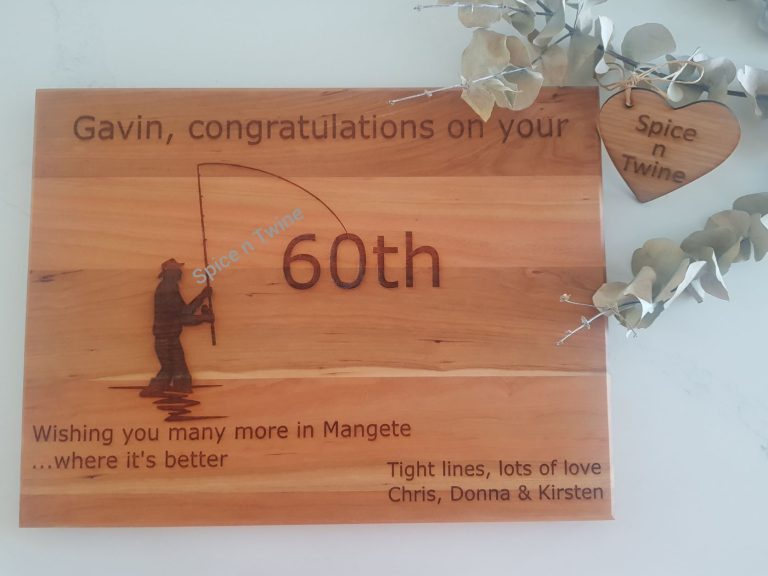 Gavin, congratulations on your
Spice
n
Twine
Spice n Twine
60th
Wishing you many more in Mangete
...where it's better
Tight lines, lots of love
Chris, Donna & Kirsten